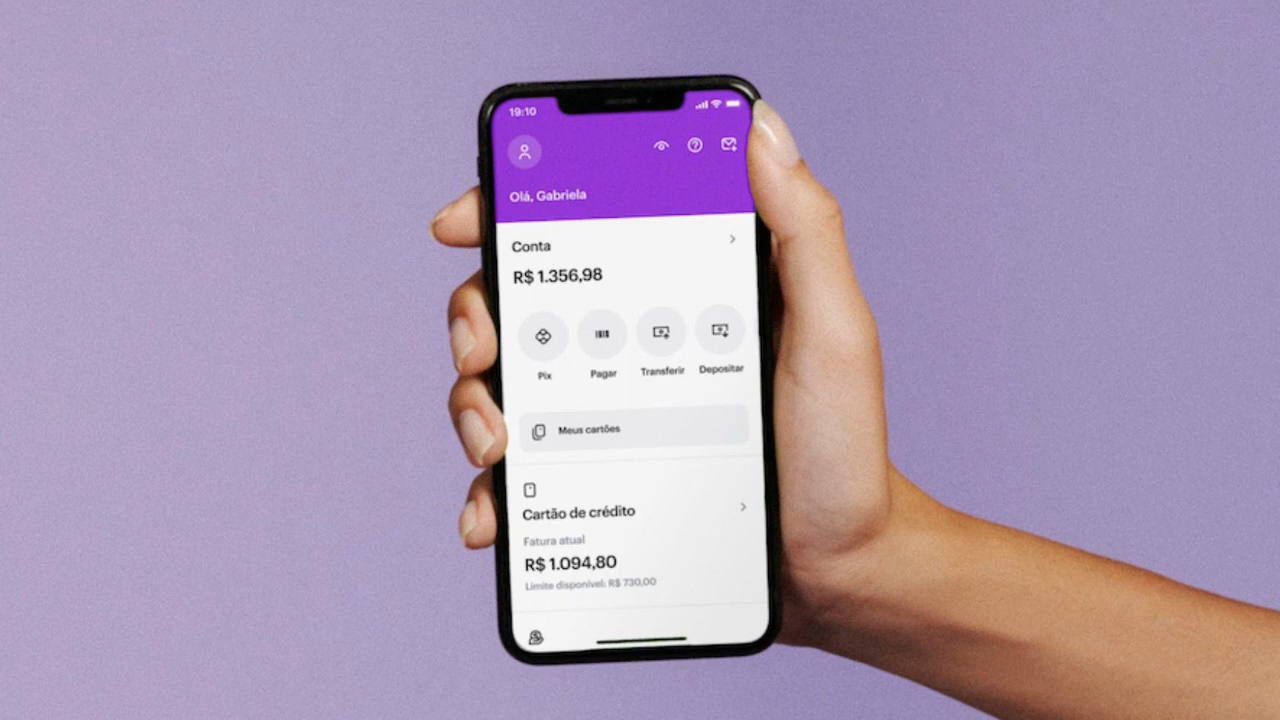 19:10
Olá, Gabriela
Conta
R$ 1.356,98
Pix Pagar Transferir Depositar
Meus cartões
Cartão de crédito
Fatura atual
R$ 1.094,80
Limite disponível: R$ 730,00